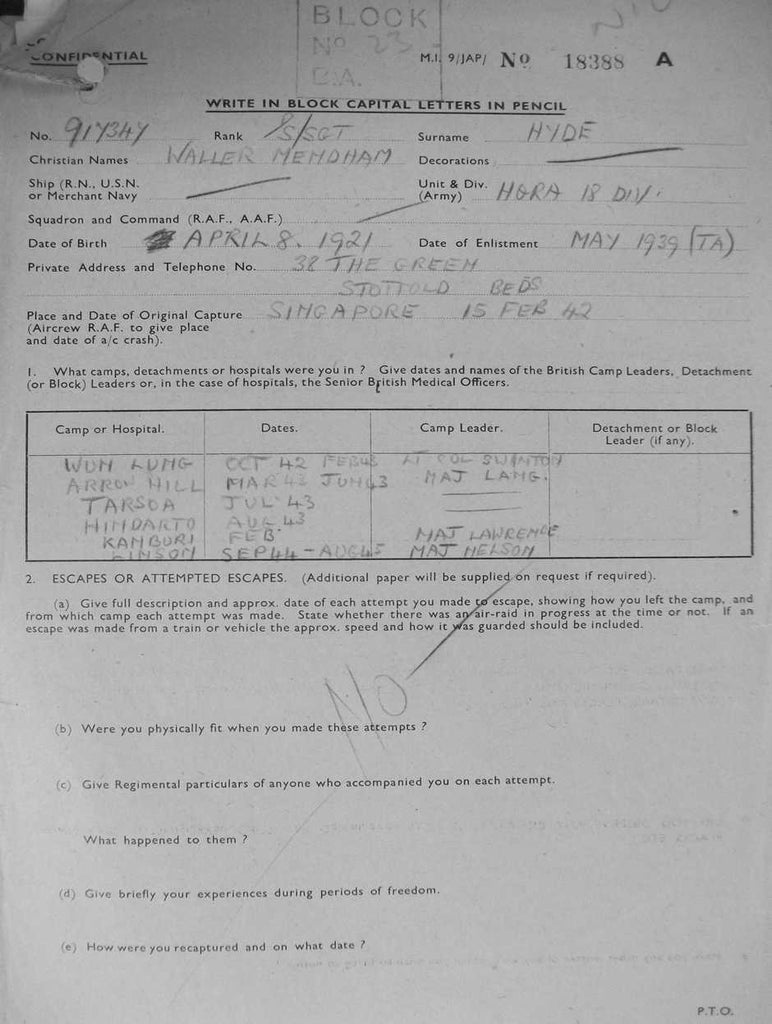 BLOCK
No 23
CONFIDENTIAL
M.I. 9/JAP/ No 18388 A
WRITE IN BLOCK CAPITAL LETTERS IN PENCIL
No. 917347 Rank S/SGT Surname HYDE
Christian Names MENDHAM Decorations
Ship (R.N., U.S.N. or Merchant Navy
Unit & Div. (Army) HQRA 18 DIV.
Squadron and Command (R.A.F., A.A.F.)
Date of Birth APRIL 8. 1921 Date of Enlistment MAY 1939 (TA)
Private Address and Telephone No. 38 THE GREEN
STOTFOLD BEDS
Place and Date of Original Capture SINGAPORE 15 FEB 42
(Aircrew R.A.F. to give place
and date of a/c crash).
1. What camps, detachments or hospitals were you in ? Give dates and names of the British Camp Leaders, Detachment
(or Block) Leaders or, in the case of hospitals, the Senior British Medical Officers.
Camp or Hospital. Dates. Camp Leader. Detachment or Block Leader (if any).
WUN LUNG OCT 42 FEB 43 LT COL SWINTON
ARROW HILL MAR 43 JUN 43 MAJ LANG.
TARSOA JUL 43
HINDATO AUG 43
KANBURI FEB MAJ LAWRENCE
SEP 44 - AUG 45 MAJ NELSON
2. ESCAPES OR ATTEMPTED ESCAPES. (Additional paper will be supplied on request if required).
(a) Give full description and approx. date of each attempt you made to escape, showing how you left the camp, and
from which camp each attempt was made. State whether there was an air-raid in progress at the time or not. If an
escape was made from a train or vehicle the approx. speed and how it was guarded should be included.
NO
(b) Were you physically fit when you made these attempts ?
(c) Give Regimental particulars of anyone who accompanied you on each attempt.
What happened to them ?
(d) Give briefly your experiences during periods of freedom.
(e) How were you recaptured and on what date ?
P.T.O.